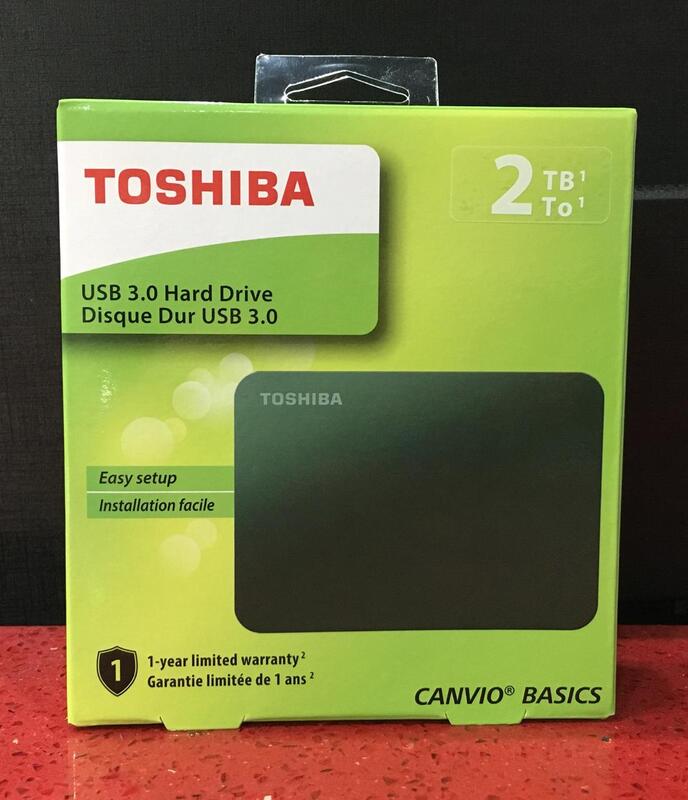 TOSHIBA
2 TB¹
To¹
USB 3.0 Hard Drive
Disque Dur USB 3.0
TOSHIBA
Easy setup
Installation facile
1
1-year limited warranty²
Garantie limitée de 1 ans²
CANVIO® BASICS